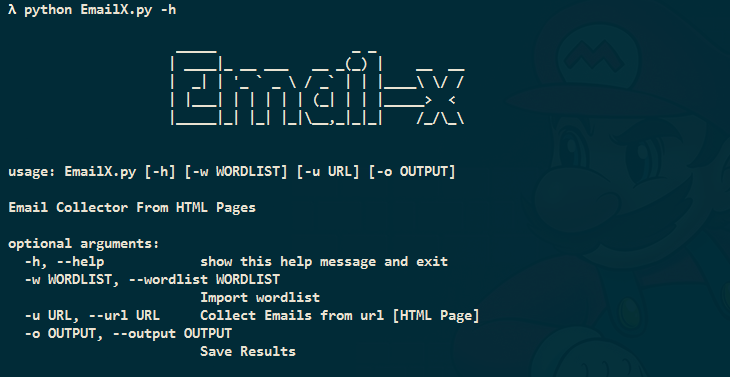 λ python EmailX.py -h
Email-x
usage: EmailX.py [-h] [-w WORDLIST] [-u URL] [-o OUTPUT]
Email Collector From HTML Pages
optional arguments:
-h, --help show this help message and exit
-w WORDLIST, --wordlist WORDLIST
Import wordlist
-u URL, --url URL Collect Emails from url [HTML Page]
-o OUTPUT, --output OUTPUT
Save Results